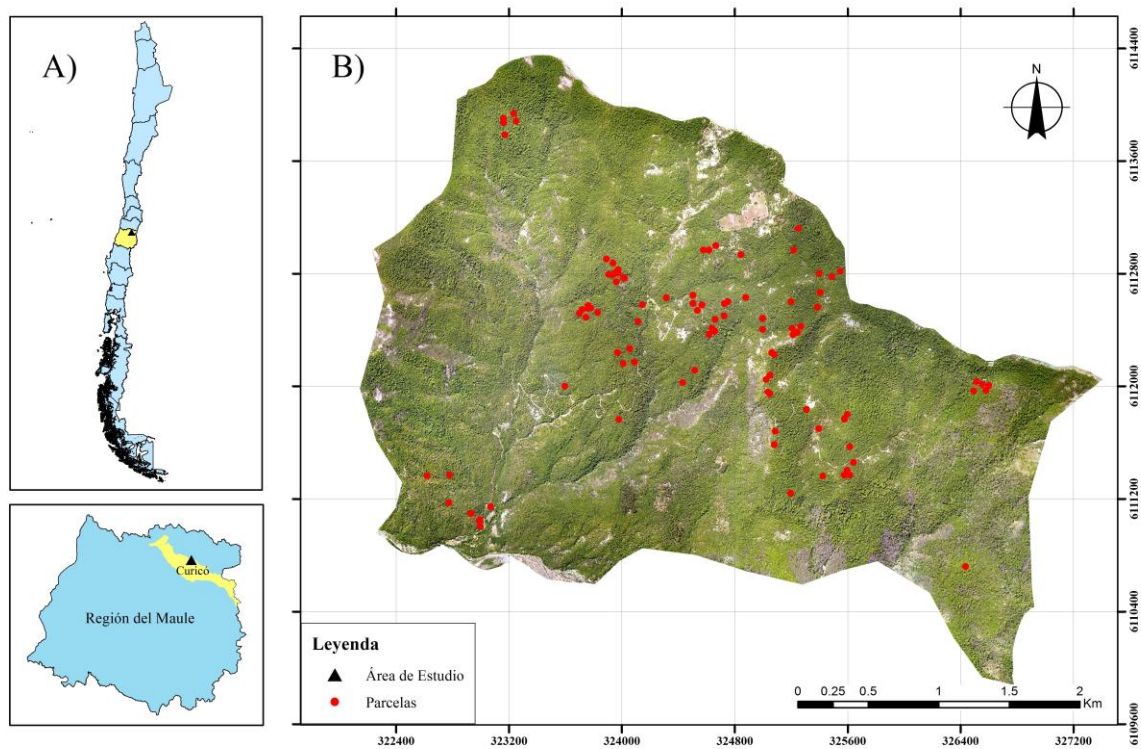 A)
Curicó
Región del Maule
B)
N
6114400
6113600
6112800
6112000
6111200
6110400
6109600
Leyenda
Área de Estudio
Parcelas
0 0.25 0.5 1 1.5 2
Km
322400 323200 324000 324800 325600 326400 327200